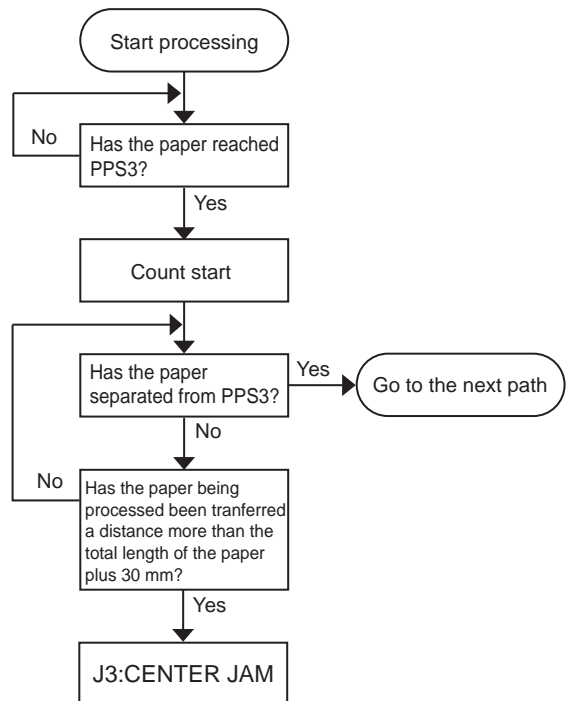 Start processing
No
Has the paper reached
PPS3?
Yes
Count start
Has the paper
separated from PPS3?
Yes
Go to the next path
No
No
Has the paper being
processed been tranferred
a distance more than the
total length of the paper
plus 30 mm?
Yes
J3:CENTER JAM